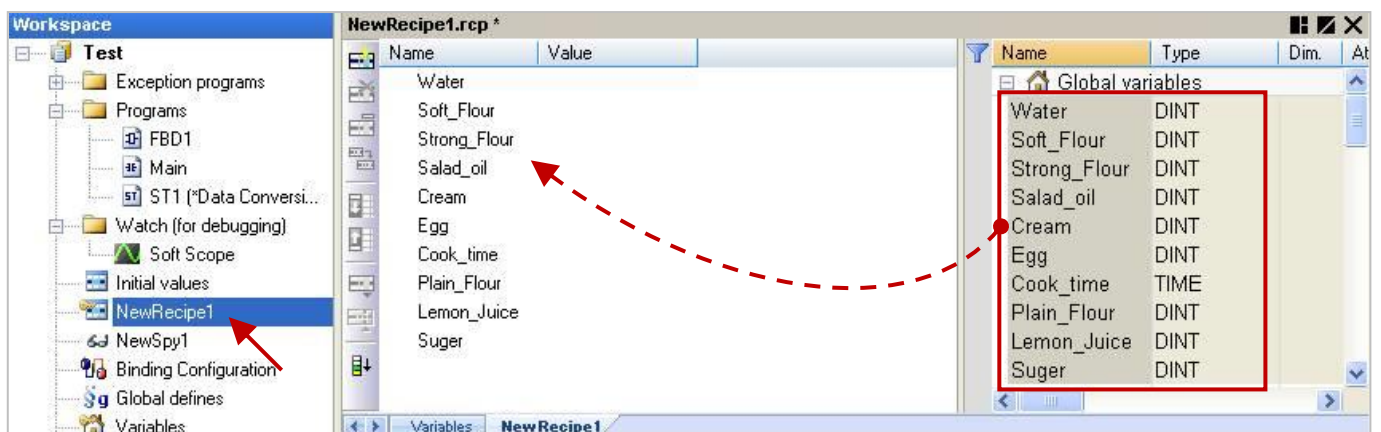 Workspace
Test
Exception programs
Programs
FBD1
Main
ST1 (*Data Conversi...
Watch (for debugging)
Soft Scope
Initial values
NewRecipe1
NewSpy1
Binding Configuration
Global defines
Variables
NewRecipe1.rcp *
Name Value
Water
Soft_Flour
Strong_Flour
Salad_oil
Cream
Egg
Cook_time
Plain_Flour
Lemon_Juice
Suger
Variables NewRecipe1
Name Type Dim. At
Global variables
Water DINT
Soft_Flour DINT
Strong_Flour DINT
Salad_oil DINT
Cream DINT
Egg DINT
Cook_time TIME
Plain_Flour DINT
Lemon_Juice DINT
Suger DINT